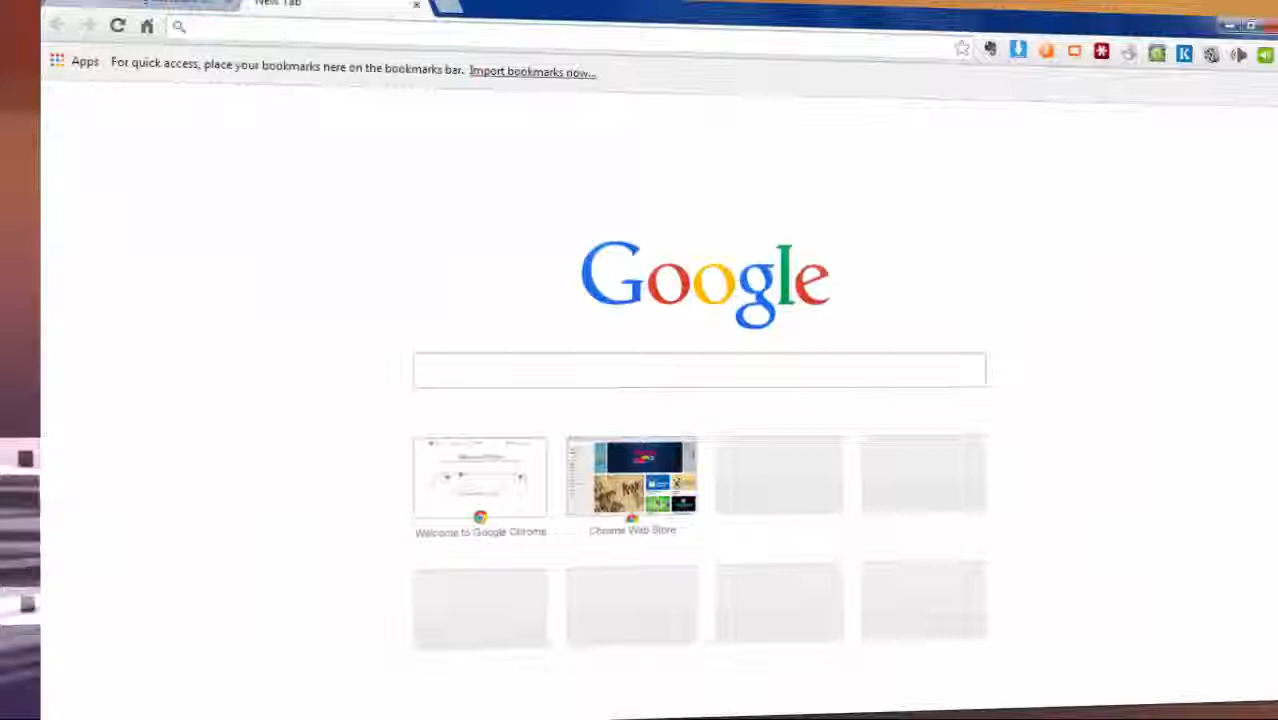 New Tab
Apps For quick access, place your bookmarks here on the bookmarks bar. Import bookmarks now...
Google
Welcome to Google Chrome
Chrome Web Store